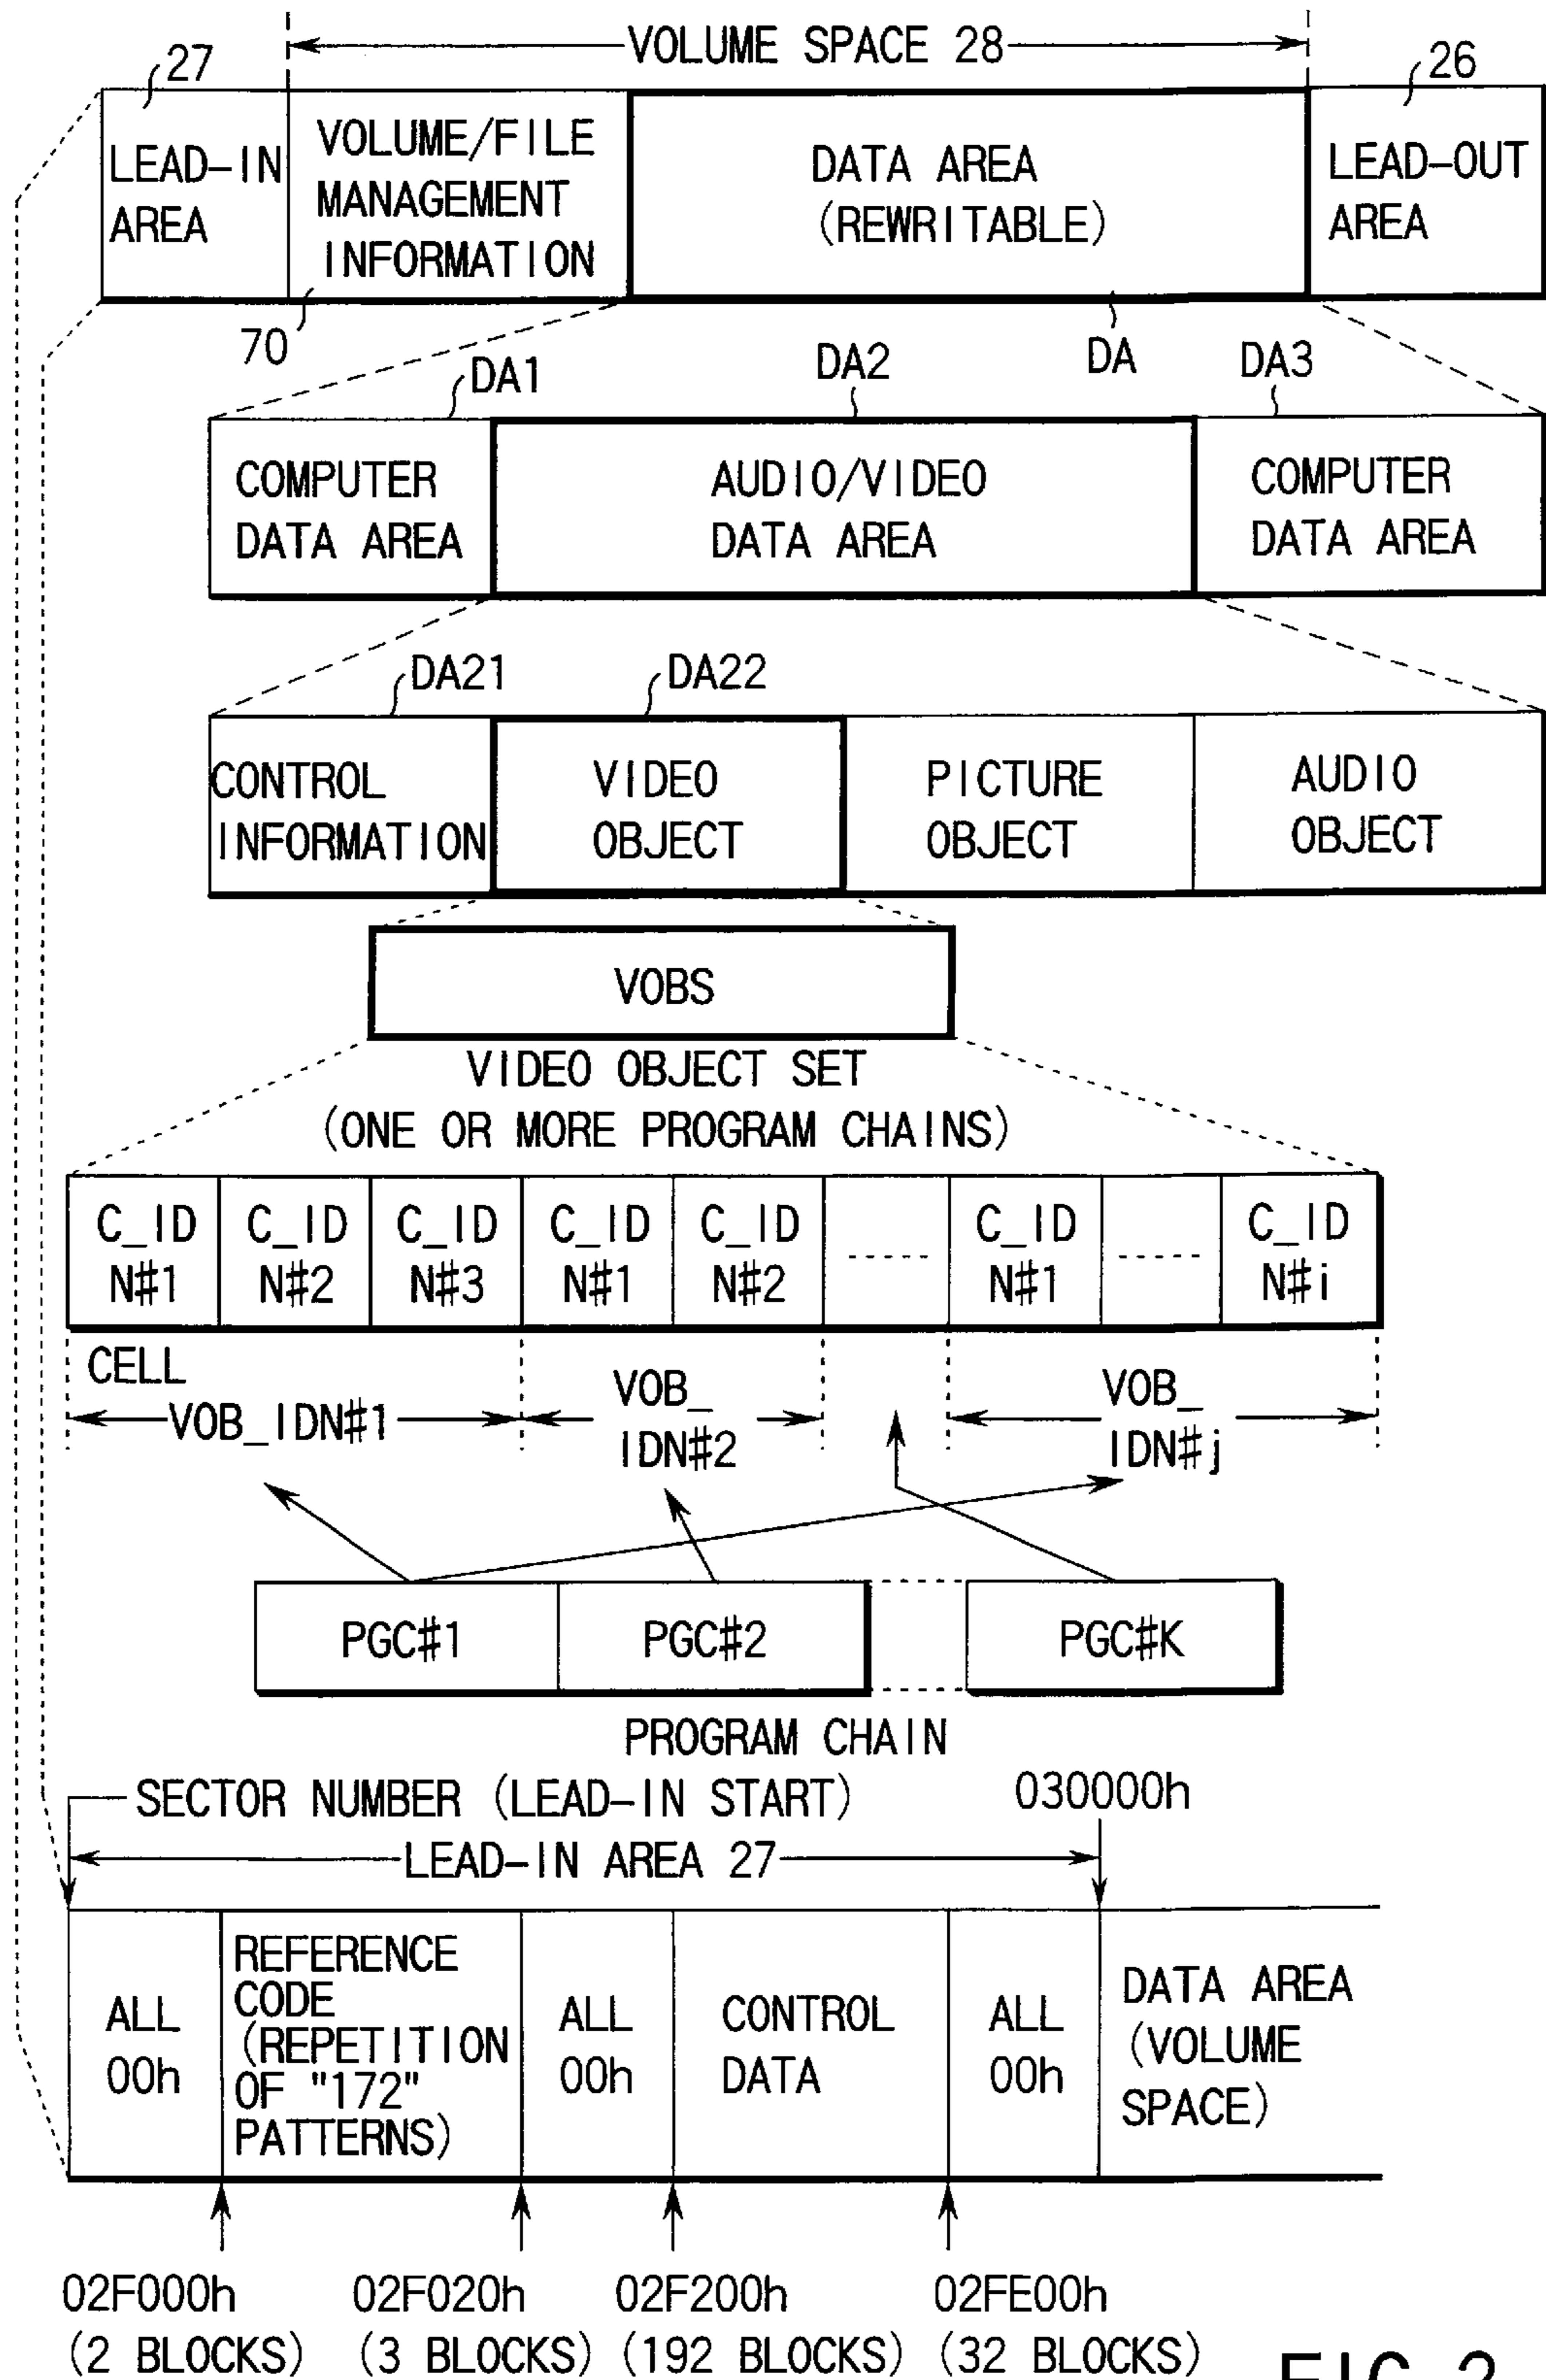 VOLUME SPACE 28
27
26
LEAD-IN
AREA
VOLUME/FILE
MANAGEMENT
INFORMATION
DATA AREA
(REWRITABLE)
LEAD-OUT
AREA
70
DA
DA1
DA2
DA3
COMPUTER
DATA AREA
AUDIO/VIDEO
DATA AREA
COMPUTER
DATA AREA
DA21
DA22
CONTROL
INFORMATION
VIDEO
OBJECT
PICTURE
OBJECT
AUDIO
OBJECT
VOBS
VIDEO OBJECT SET
(ONE OR MORE PROGRAM CHAINS)
C_ID
N#1
C_ID
N#2
C_ID
N#3
C_ID
N#1
C_ID
N#2
C_ID
N#1
C_ID
N#i
CELL
VOB_IDN#1
VOB_
IDN#2
VOB_
IDN#j
PGC#1
PGC#2
PGC#K
PROGRAM CHAIN
SECTOR NUMBER (LEAD-IN START)
030000h
LEAD-IN AREA 27
ALL
00h
REFERENCE
CODE
(REPETITION
OF "172"
PATTERNS)
ALL
00h
CONTROL
DATA
ALL
00h
DATA AREA
(VOLUME
SPACE)
02F000h
(2 BLOCKS)
02F020h
(3 BLOCKS)
02F200h
(192 BLOCKS)
02FE00h
(32 BLOCKS)